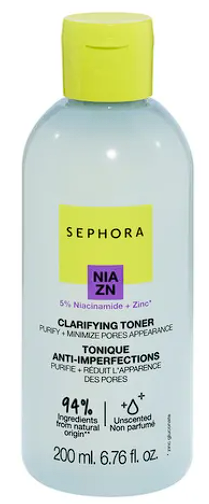 SEPHORA
NIA
ZN
5% Niacinamide + Zinc*
CLARIFYING TONER
PURIFY + MINIMIZE PORES APPEARANCE
TONIQUE
ANTI-IMPERFECTIONS
PURIFIE + RÉDUIT L'APPARENCE
DES PORES
94%
Ingredients
from natural
origin**
Unscented
Non parfumé
* zinc gluconate
200 ml. 6.76 fl. oz.